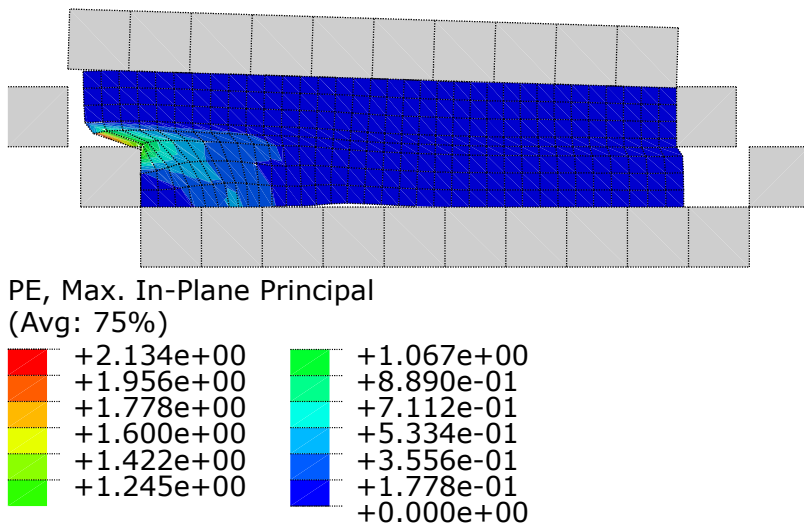 PE, Max. In-Plane Principal
(Avg: 75%)
+2.134e+00
+1.956e+00
+1.778e+00
+1.600e+00
+1.422e+00
+1.245e+00
+1.067e+00
+8.890e-01
+7.112e-01
+5.334e-01
+3.556e-01
+1.778e-01
+0.000e+00